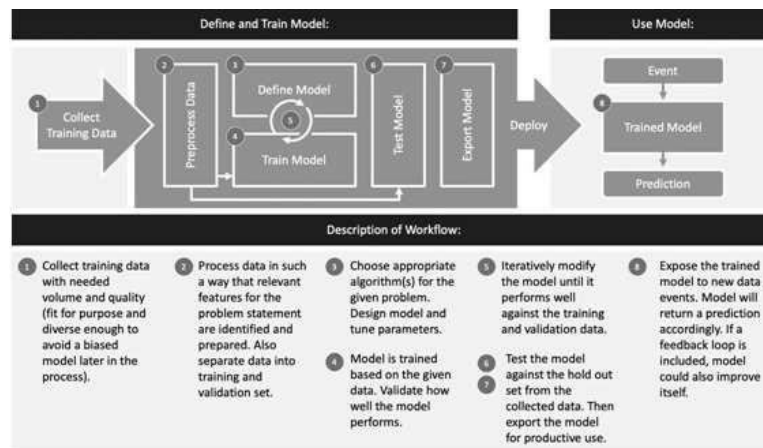 Define and Train Model:
Use Model:
1
Collect
Training Data
2
Preprocess Data
3
Define Model
5
4
Train Model
6
Test Model
7
Export Model
Deploy
Event
8
Trained Model
Prediction
Description of Workflow:
1 Collect training data
with needed
volume and quality
(fit for purpose and
diverse enough to
avoid a biased
model later in the
process).
2 Process data in such
a way that relevant
features for the
problem statement
are identified and
prepared. Also
separate data into
training and
validation set.
3 Choose appropriate
algorithm(s) for the
given problem.
Design model and
tune parameters.
4 Model is trained
based on the given
data. Validate how
well the model
performs.
5 Iteratively modify
the model until it
performs well
against the training
and validation data.
6 Test the model
7 against the hold out
set from the
collected data. Then
export the model
for productive use.
8 Expose the trained
model to new data
events. Model will
return a prediction
accordingly. If a
feedback loop is
included, model
could also improve
itself.